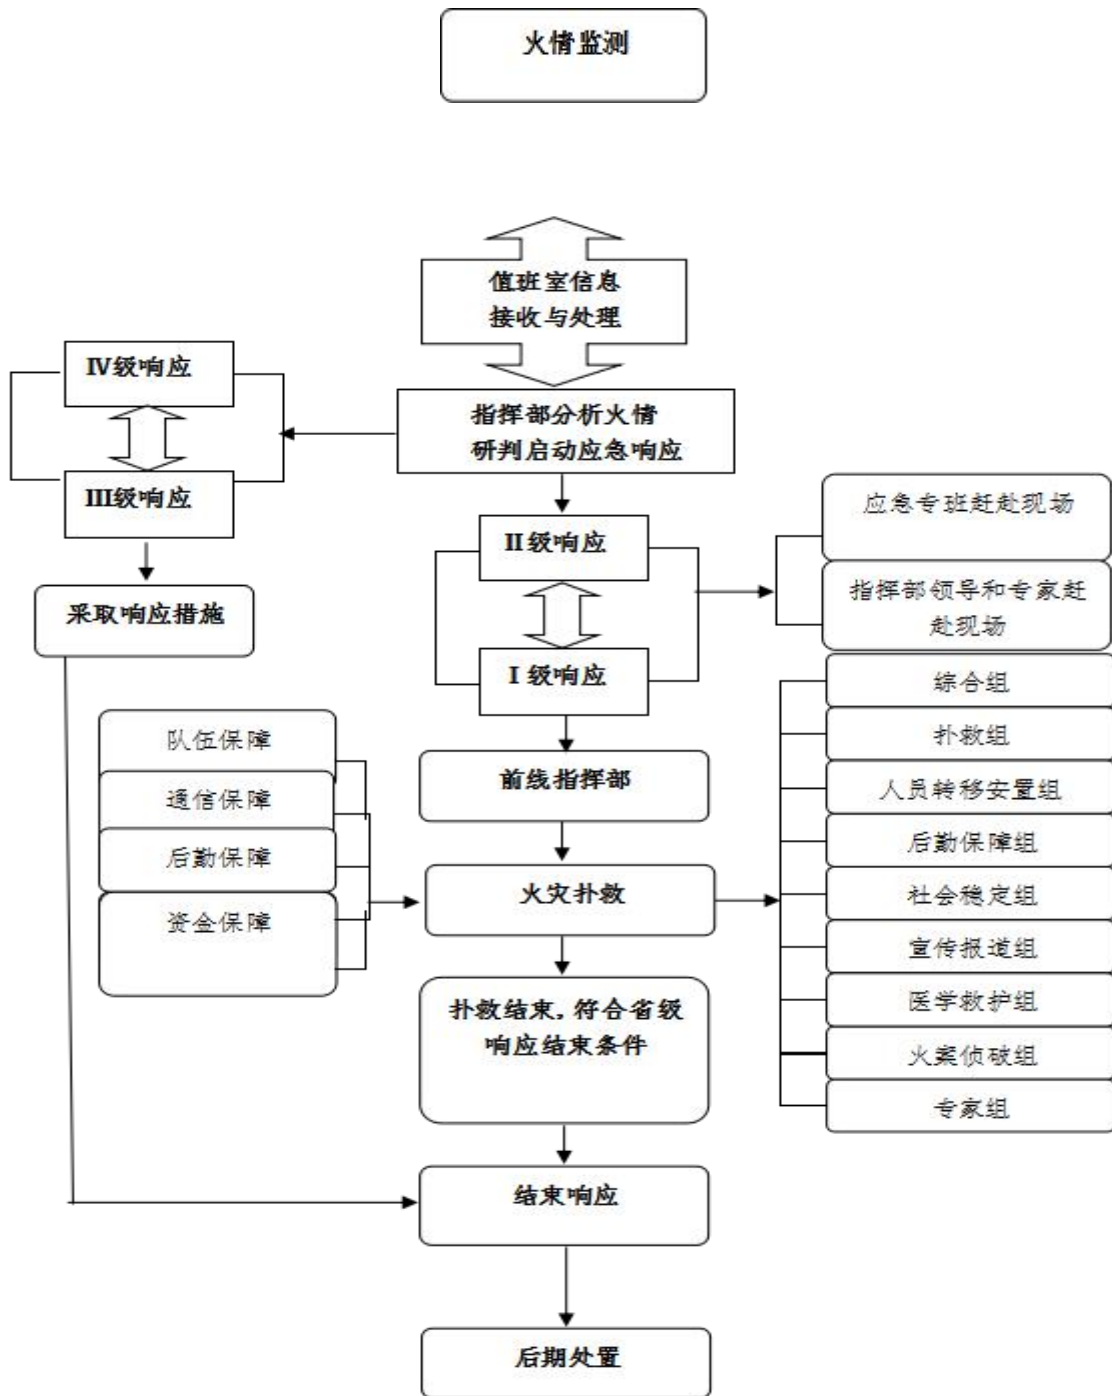 火情监测
值班室信息
接收与处理
IV级响应
指挥部分析火情
研判启动应急响应
III级响应
II级响应
应急专班赶赴现场
指挥部领导和专家赶
赴现场
采取响应措施
I 级响应
综合组
队伍保障
扑救组
前线指挥部
人员转移安置组
通信保障
后勤保障
后勤保障组
火灾扑救
社会稳定组
资金保障
宣传报道组
扑救结束,符合省级
响应结束条件
医学救护组
火案侦破组
专家组
结束响应
后期处置